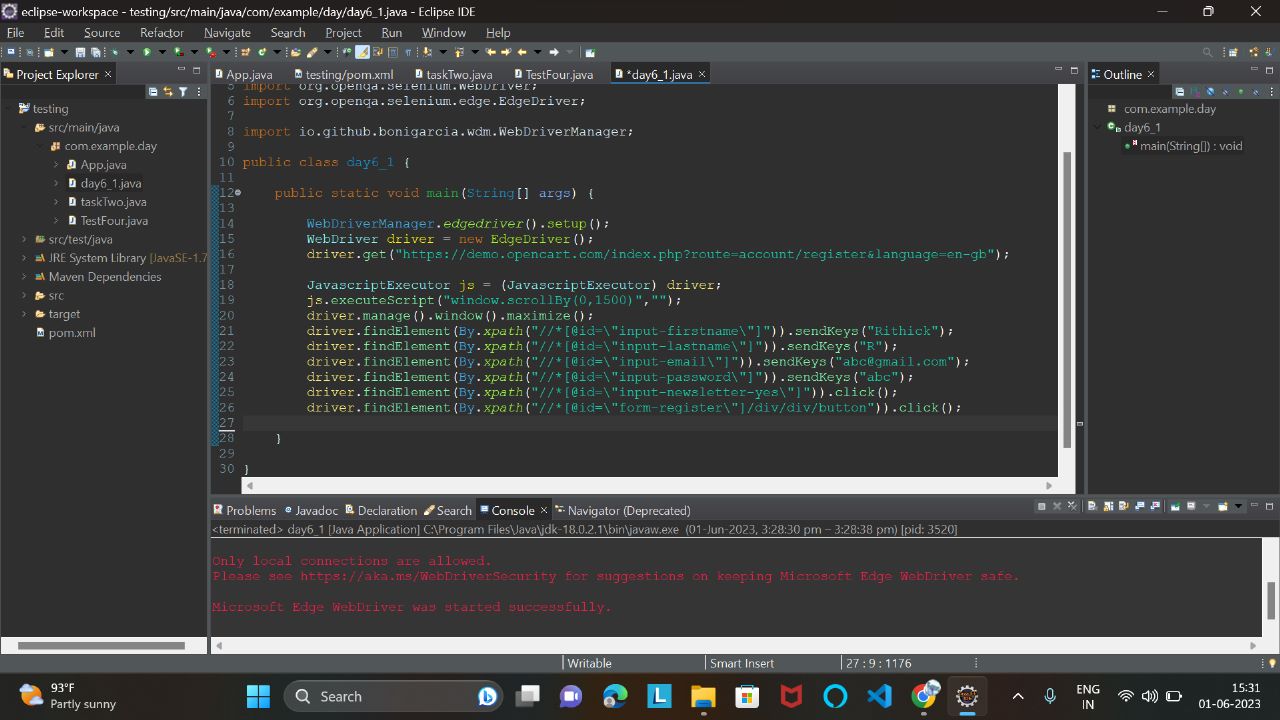 eclipse-workspace - testing/src/main/java/com/example/day/day6_1.java - Eclipse IDE
File Edit Source Refactor Navigate Search Project Run Window Help
Project Explorer
testing
src/main/java
com.example.day
App.java
day6_1.java
taskTwo.java
TestFour.java
src/test/java
JRE System Library [JavaSE-1.7
Maven Dependencies
src
target
pom.xml
App.java testing/pom.xml taskTwo.java TestFour.java *day6_1.java
5 import org.openqa.selenium.WebDriver;
6 import org.openqa.selenium.edge.EdgeDriver;
7
8 import io.github.bonigarcia.wdm.WebDriverManager;
9
10 public class day6_1 {
11
12 public static void main(String[] args) {
13
14 WebDriverManager.edgedriver().setup();
15 WebDriver driver = new EdgeDriver();
16 driver.get("https://demo.opencart.com/index.php?route=account/register&language=en-gb");
17
18 JavascriptExecutor js = (JavascriptExecutor) driver;
19 js.executeScript("window.scrollBy(0,1500)","");
20 driver.manage().window().maximize();
21 driver.findElement(By.xpath("//*[@id=\"input-firstname\"]")).sendKeys("Rithick");
22 driver.findElement(By.xpath("//*[@id=\"input-lastname\"]")).sendKeys("R");
23 driver.findElement(By.xpath("//*[@id=\"input-email\"]")).sendKeys("abc@gmail.com");
24 driver.findElement(By.xpath("//*[@id=\"input-password\"]")).sendKeys("abc");
25 driver.findElement(By.xpath("//*[@id=\"input-newsletter-yes\"]")).click();
26 driver.findElement(By.xpath("//*[@id=\"form-register\"]/div/div/button")).click();
27
28 }
29
30 }
Outline
com.example.day
day6_1
main(String[]) : void
Problems Javadoc Declaration Search Console Navigator (Deprecated)
<terminated> day6_1 [Java Application] C:\Program Files\Java\jdk-18.0.2.1\bin\javaw.exe (01-Jun-2023, 3:28:30 pm – 3:28:38 pm) [pid: 3520]
Only local connections are allowed.
Please see https://aka.ms/WebDriverSecurity for suggestions on keeping Microsoft Edge WebDriver safe.
Microsoft Edge WebDriver was started successfully.
Writable Smart Insert 27 : 9 : 1176
93°F
Partly sunny
Search
ENG
IN
15:31
01-06-2023